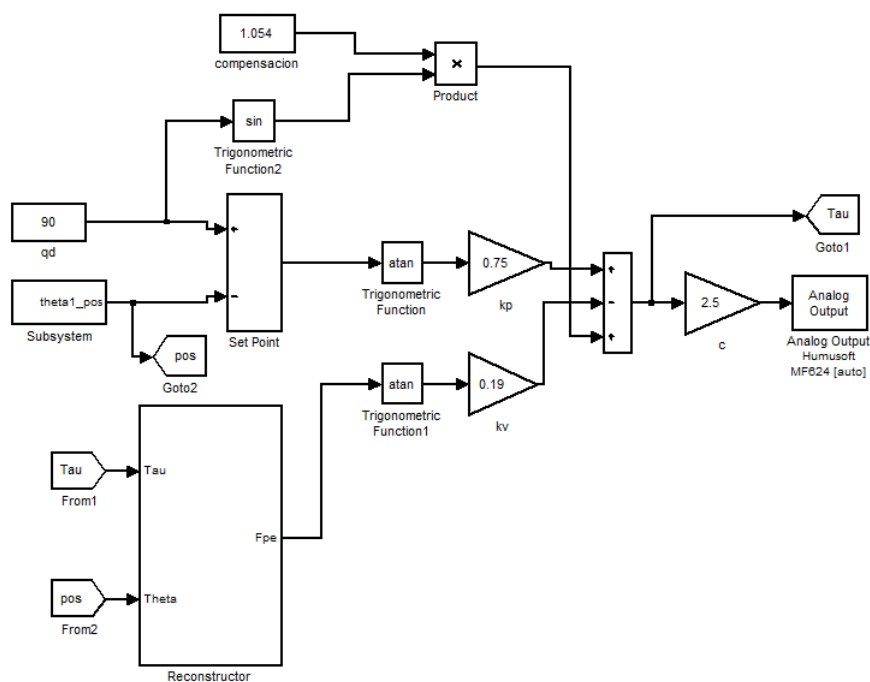 1.054
compensacion
×
Product
sin
Trigonometric
Function2
90
qd
+
-
Set Point
theta1_pos
Subsystem
pos
Goto2
atan
Trigonometric
Function
0.75
kp
+
-
+
Tau
Goto1
2.5
c
Analog
Output
Analog Output
Humusoft
MF624 [auto]
atan
Trigonometric
Function1
0.19
kv
Tau
From1
pos
From2
Tau
Theta
Fpe
Reconstructor